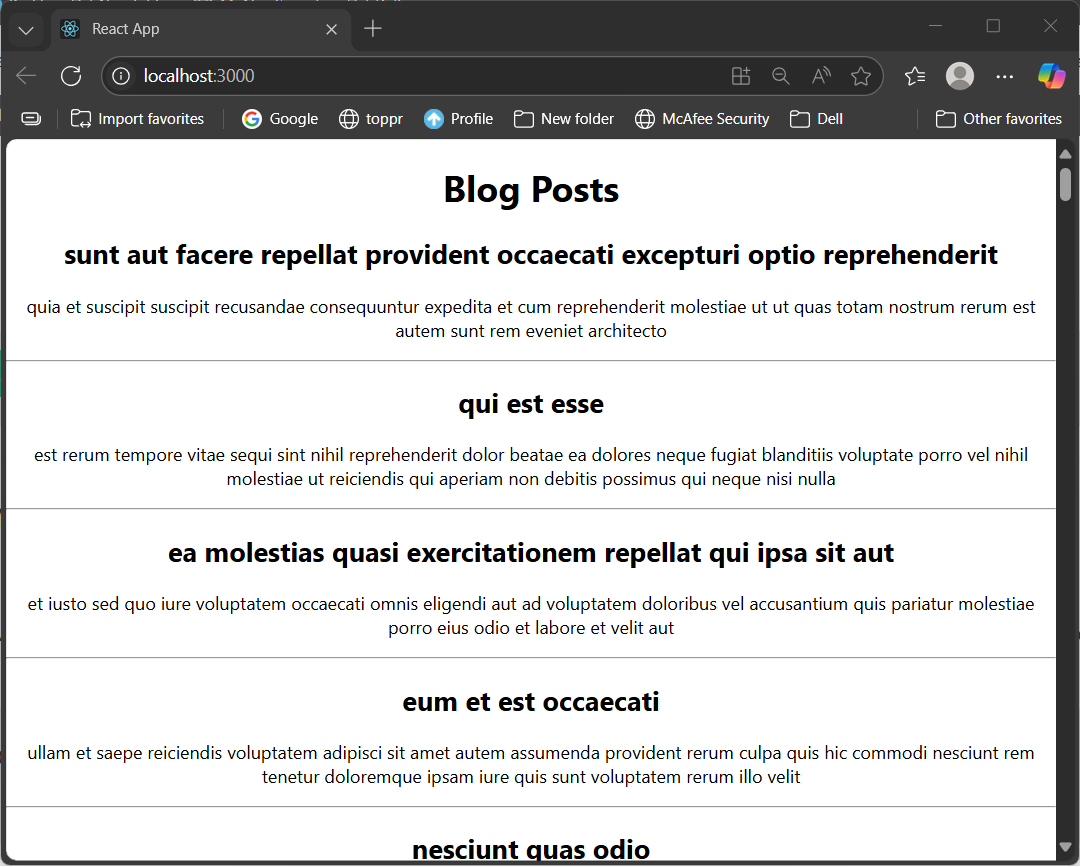 React App
localhost:3000
Import favorites
Google
toppr
Profile
New folder
McAfee Security
Dell
Other favorites
Blog Posts
sunt aut facere repellat provident occaecati excepturi optio reprehenderit
quia et suscipit suscipit recusandae consequuntur expedita et cum reprehenderit molestiae ut ut quas totam nostrum rerum est
autem sunt rem eveniet architecto
qui est esse
est rerum tempore vitae sequi sint nihil reprehenderit dolor beatae ea dolores neque fugiat blanditiis voluptate porro vel nihil
molestiae ut reiciendis qui aperiam non debitis possimus qui neque nisi nulla
ea molestias quasi exercitationem repellat qui ipsa sit aut
et iusto sed quo iure voluptatem occaecati omnis eligendi aut ad voluptatem doloribus vel accusantium quis pariatur molestiae
porro eius odio et labore et velit aut
eum et est occaecati
ullam et saepe reiciendis voluptatem adipisci sit amet autem assumenda provident rerum culpa quis hic commodi nesciunt rem
tenetur doloremque ipsam iure quis sunt voluptatem rerum illo velit
nesciunt quas odio